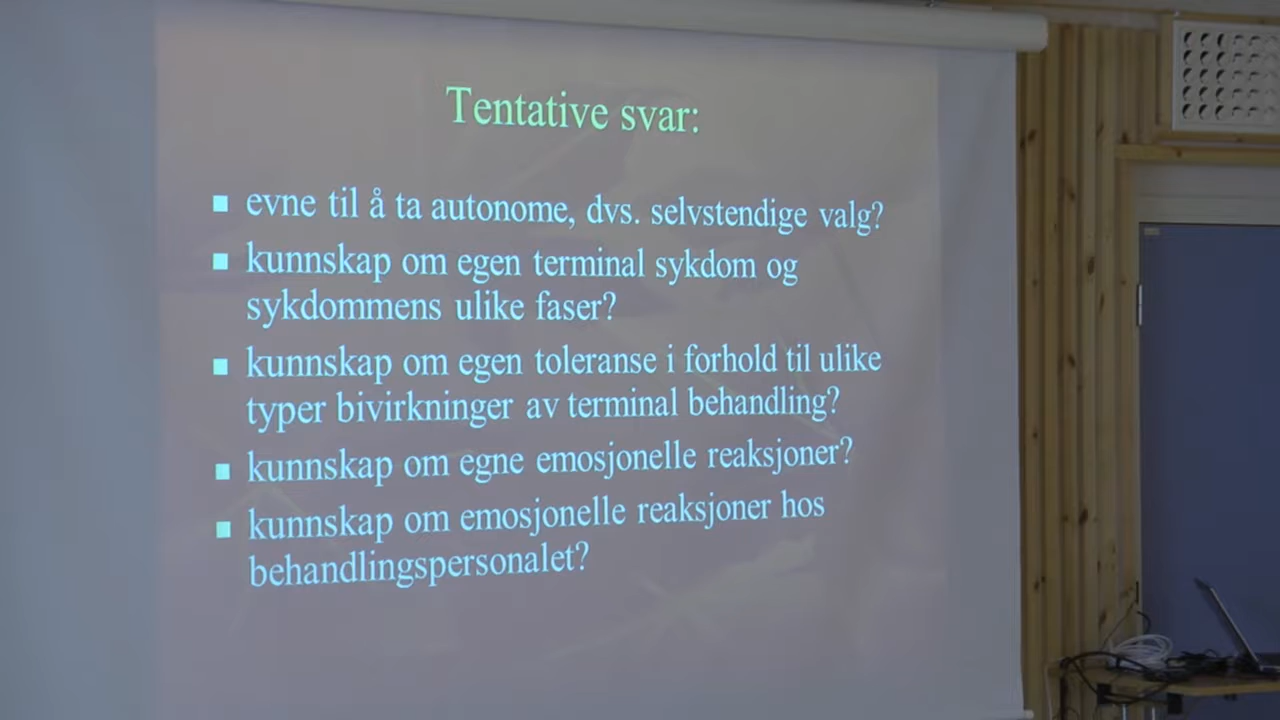 Tentative svar:
▪ evne til å ta autonome, dvs. selvstendige valg?
▪ kunnskap om egen terminal sykdom og
sykdommens ulike faser?
▪ kunnskap om egen toleranse i forhold til ulike
typer bivirkninger av terminal behandling?
▪ kunnskap om egne emosjonelle reaksjoner?
▪ kunnskap om emosjonelle reaksjoner hos
behandlingspersonalet?